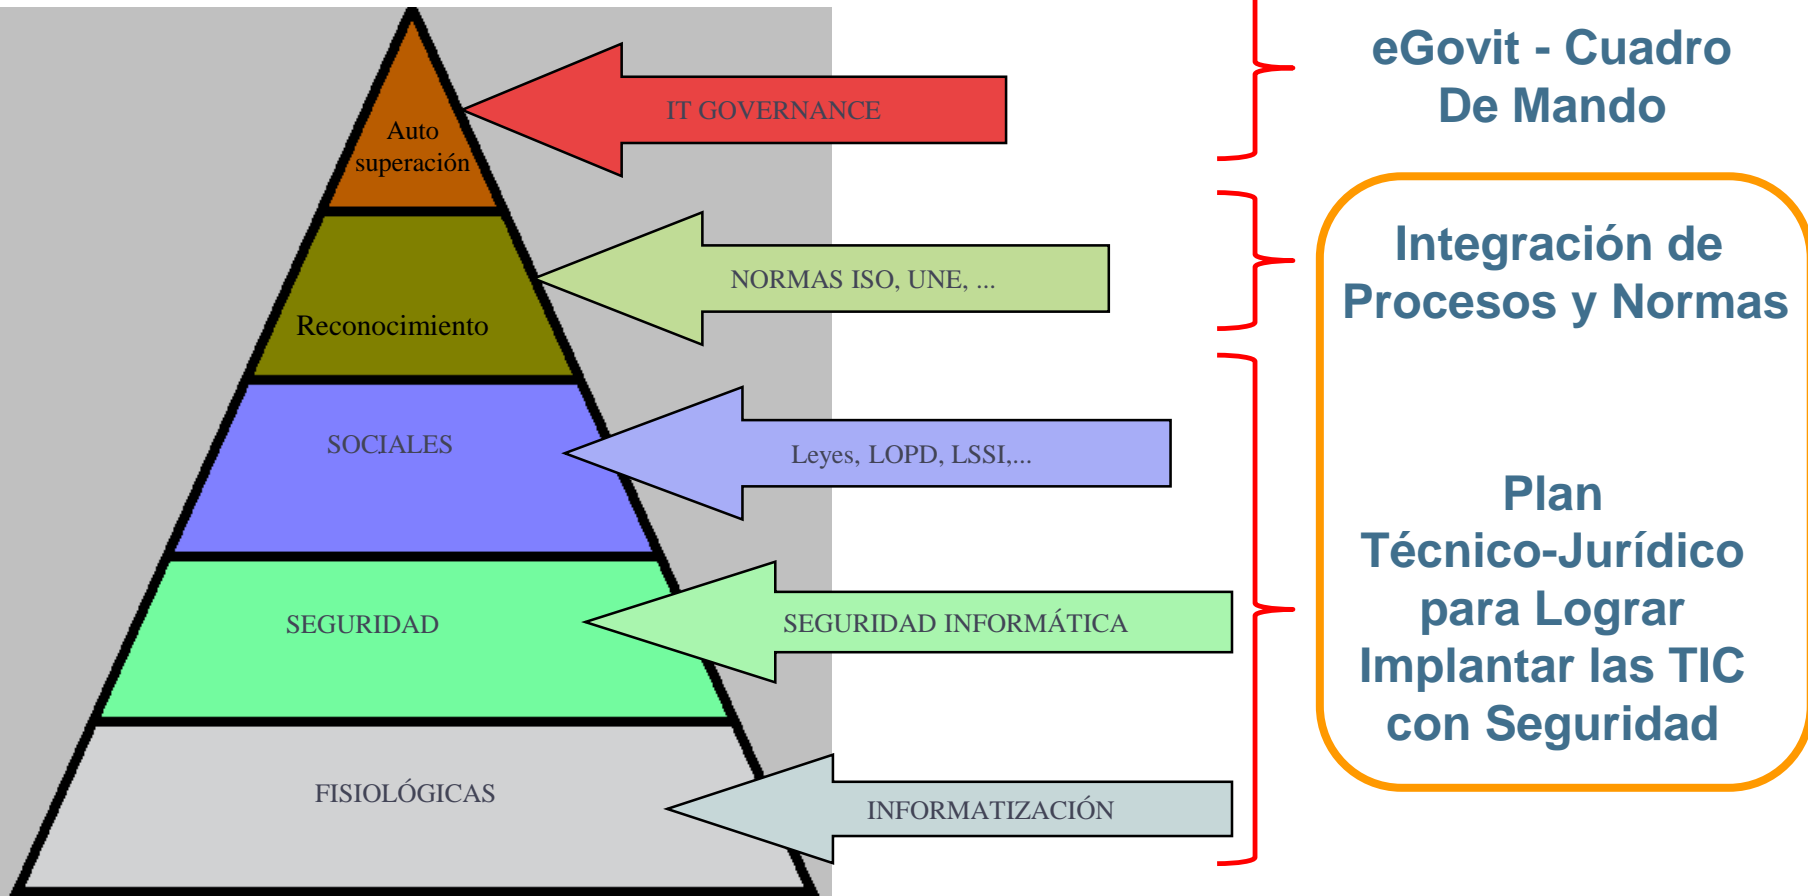 eGovit - Cuadro
De Mando
IT GOVERNANCE
Auto
superación
Integración de
Procesos y Normas
NORMAS ISO, UNE, ...
Reconocimiento
SOCIALES
Leyes, LOPD, LSSI,...
Plan
Técnico-Jurídico
para Lograr
Implantar las TIC
con Seguridad
SEGURIDAD
SEGURIDAD INFORMÁTICA
FISIOLÓGICAS
INFORMATIZACIÓN